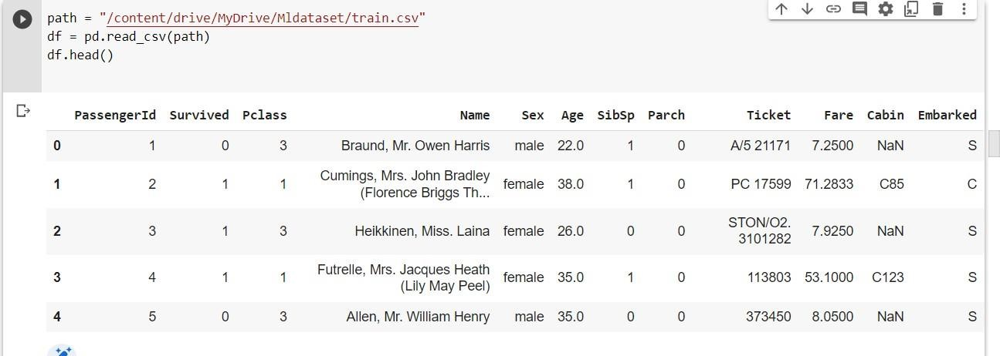 path = "/content/drive/MyDrive/Mldataset/train.csv"
df = pd.read_csv(path)
df.head()
PassengerId Survived Pclass Name Sex Age SibSp Parch Ticket Fare Cabin Embarked
0 1 0 3 Braund, Mr. Owen Harris male 22.0 1 0 A/5 21171 7.2500 NaN S
1 2 1 1 Cumings, Mrs. John Bradley (Florence Briggs Th... female 38.0 1 0 PC 17599 71.2833 C85 C
2 3 1 3 Heikkinen, Miss. Laina female 26.0 0 0 STON/O2. 3101282 7.9250 NaN S
3 4 1 1 Futrelle, Mrs. Jacques Heath (Lily May Peel) female 35.0 1 0 113803 53.1000 C123 S
4 5 0 3 Allen, Mr. William Henry male 35.0 0 0 373450 8.0500 NaN S